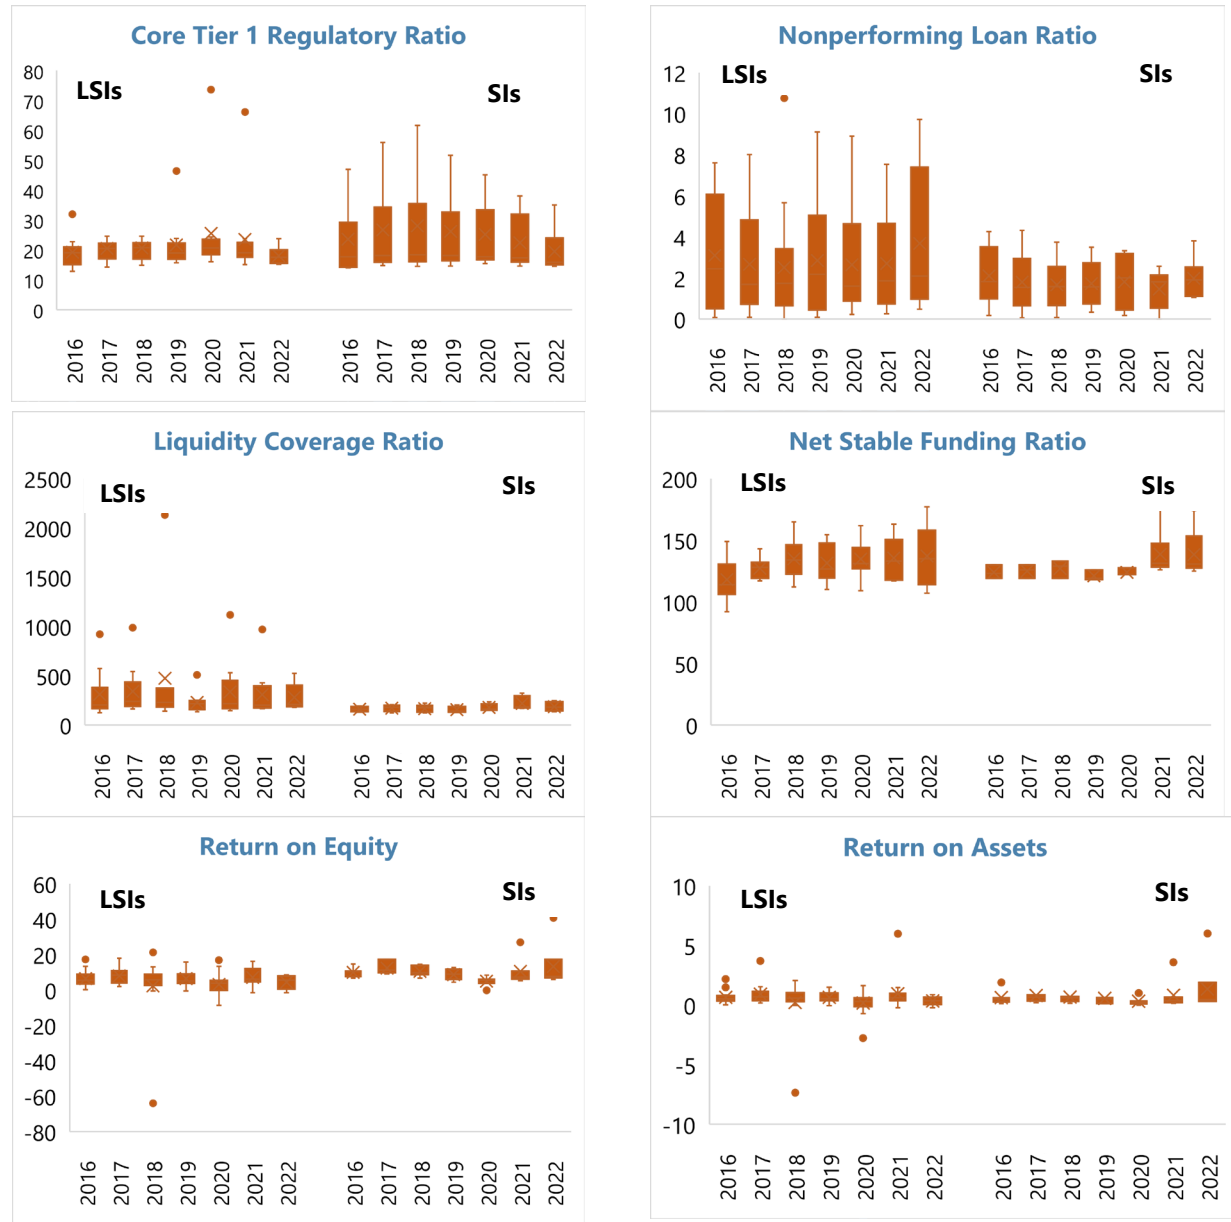 Core Tier 1 Regulatory Ratio
LSIs
SIs
80
70
60
50
40
30
20
10
0
2016 2017 2018 2019 2020 2021 2022 2016 2017 2018 2019 2020 2021 2022
Nonperforming Loan Ratio
LSIs
SIs
12
10
8
6
4
2
0
2016 2017 2018 2019 2020 2021 2022 2016 2017 2018 2019 2020 2021 2022
Liquidity Coverage Ratio
LSIs
SIs
2500
2000
1500
1000
500
0
2016 2017 2018 2019 2020 2021 2022 2016 2017 2018 2019 2020 2021 2022
Net Stable Funding Ratio
LSIs
SIs
200
150
100
50
0
2016 2017 2018 2019 2020 2021 2022 2016 2017 2018 2019 2020 2021 2022
Return on Equity
LSIs
SIs
60
40
20
0
-20
-40
-60
-80
2016 2017 2018 2019 2020 2021 2022 2016 2017 2018 2019 2020 2021 2022
Return on Assets
LSIs
SIs
10
5
0
-5
-10
2016 2017 2018 2019 2020 2021 2022 2016 2017 2018 2019 2020 2021 2022